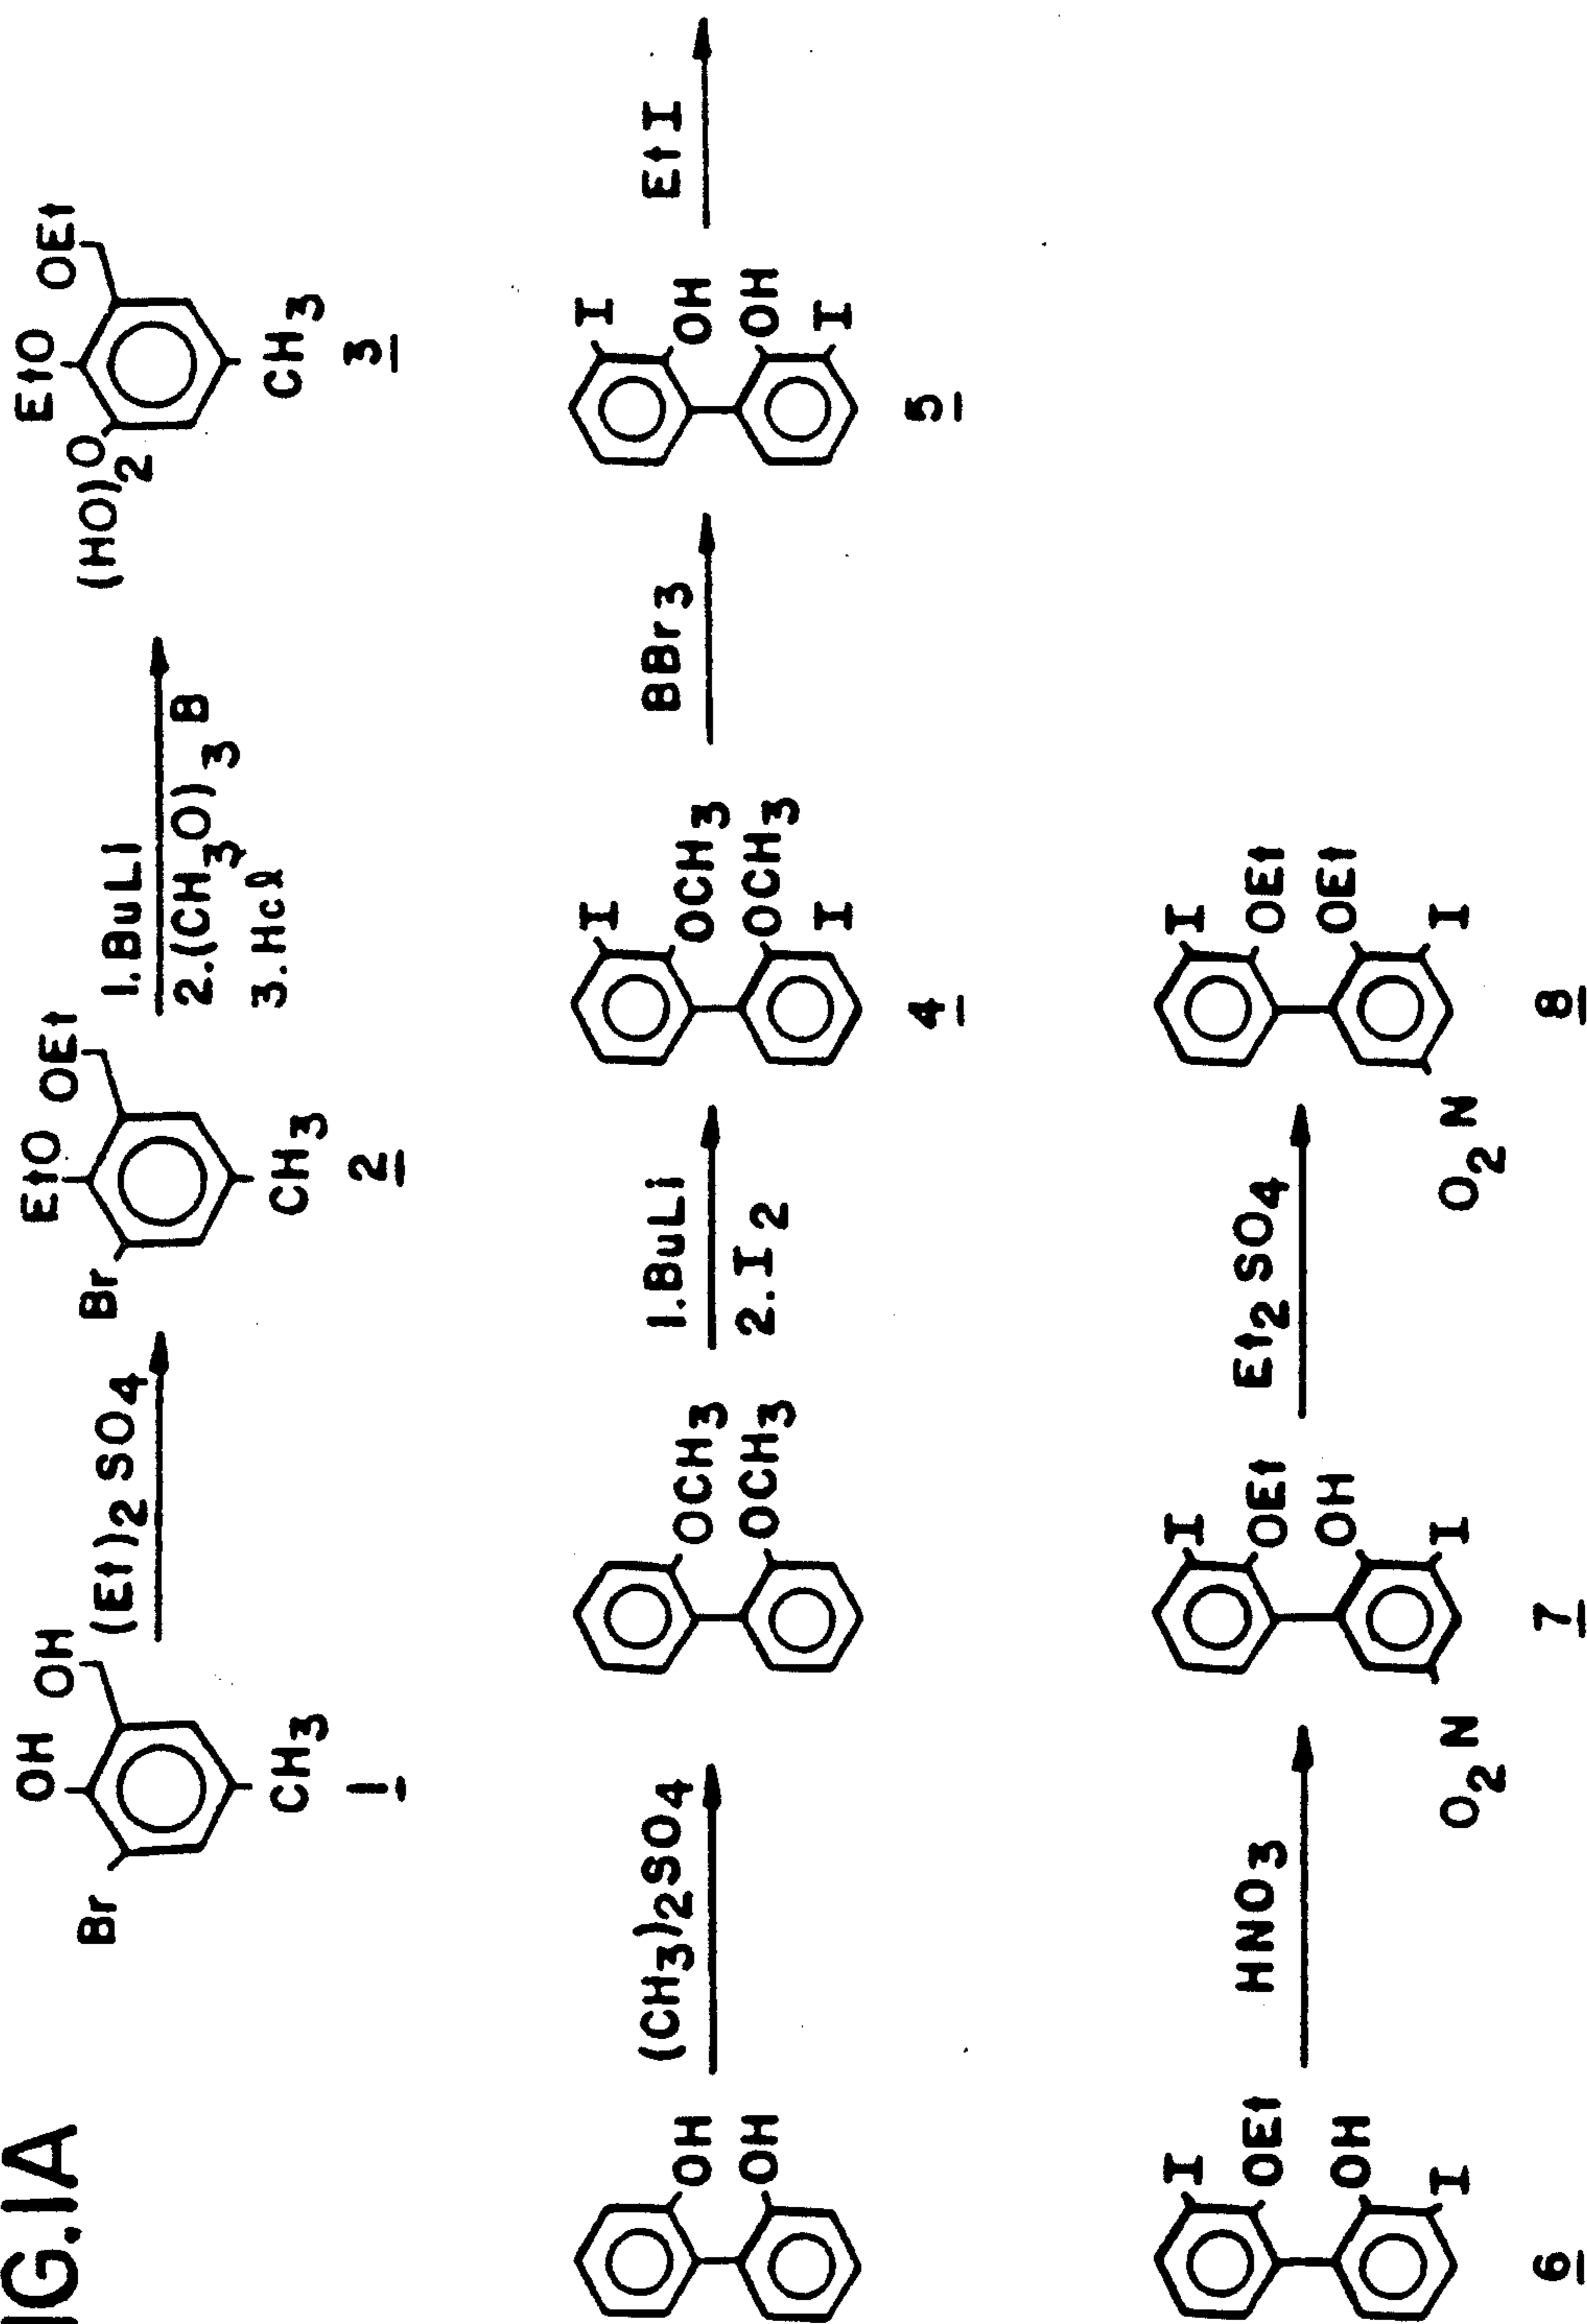 IG.1A
OH OH
Br
CH3
1
(Et)2SO4
EtO OEt
Br
CH3
2
1.BuLi
2.(CH3O)3B
3.Hcl
EtO OEt
(HO)2O
CH3
3
OH
OH
(CH3)2SO4
OCH3
OCH3
1.BuLi
2.I2
I
OCH3
OCH3
I
4
BBr3
I
OH
OH
I
5
EtI
I
OEt
OH
I
6
HNO3
I
OEt
OH
I
O2N
7
Et2SO4
I
OEt
OEt
I
O2N
8